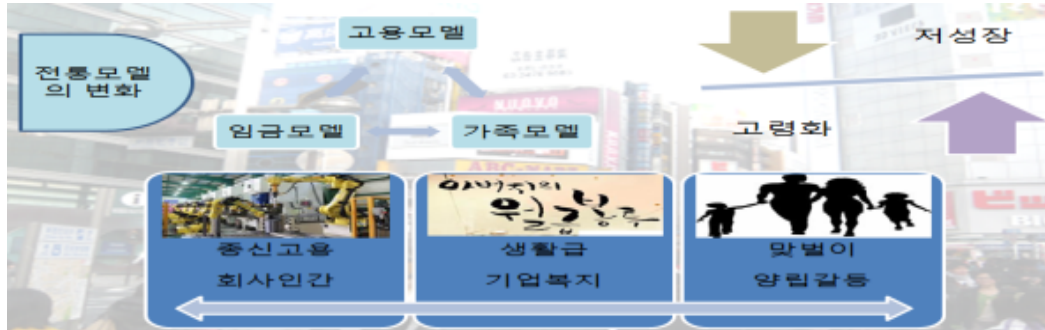 고용모델
저성장
전통모델
의 변화
임금모델
가족모델
고령화
아버지의
월급봉투
종신고용
회사인간
생활급
기업복지
맞벌이
양립갈등